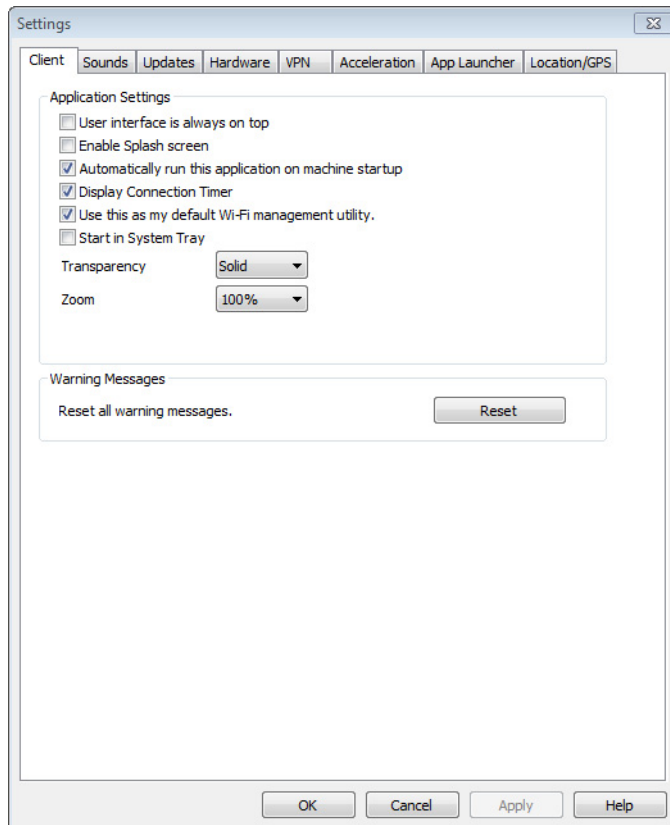 Settings
Client Sounds Updates Hardware VPN Acceleration App Launcher Location/GPS
Application Settings
User interface is always on top
Enable Splash screen
Automatically run this application on machine startup
Display Connection Timer
Use this as my default Wi-Fi management utility.
Start in System Tray
Transparency Solid
Zoom 100%
Warning Messages
Reset all warning messages. Reset
OK Cancel Apply Help